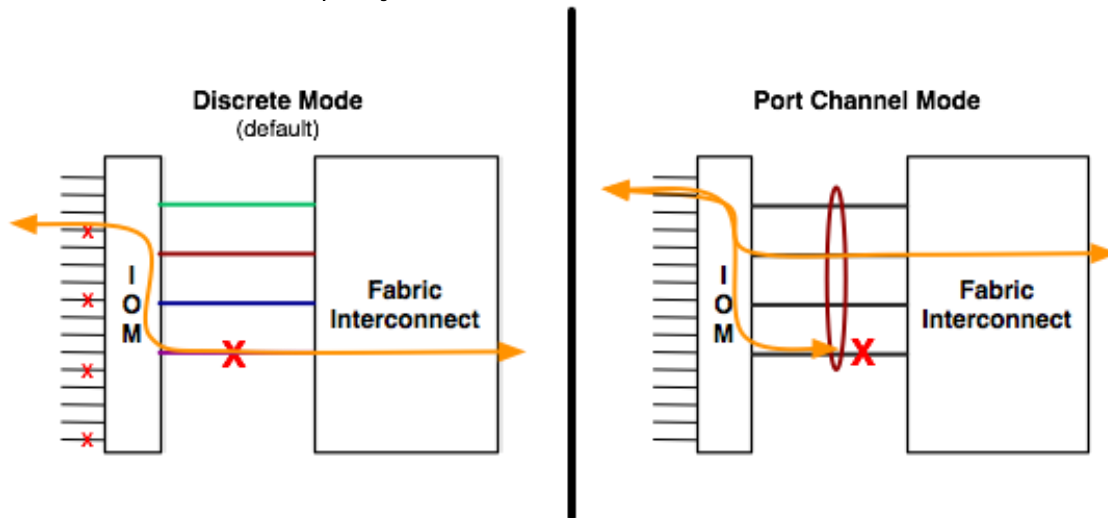 Discrete Mode
(default)
I
O
M
Fabric
Interconnect
X
X
X
X
X
Port Channel Mode
I
O
M
Fabric
Interconnect
X